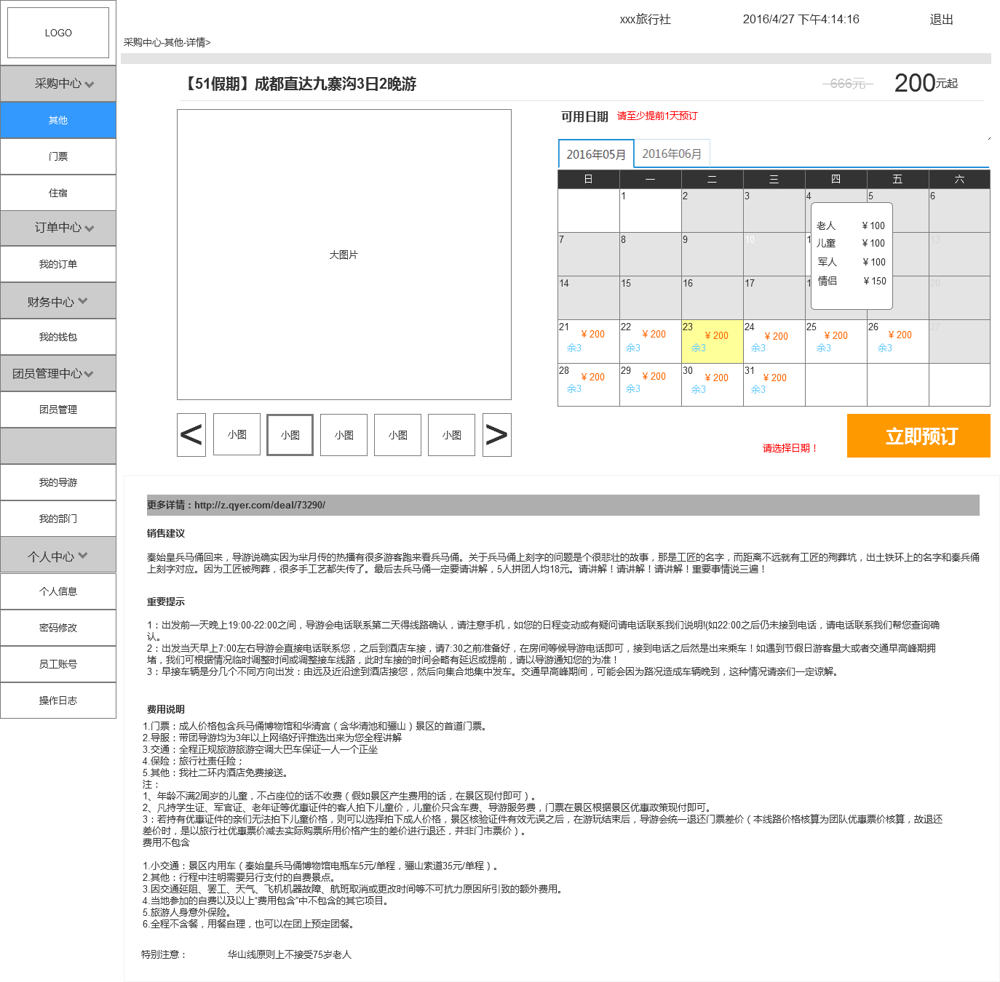 LOGO
xxx旅行社
2016/4/27 下午4:14:16
退出
采购中心-其他-详情>
采购中心
其他
门票
住宿
订单中心
我的订单
财务中心
我的钱包
团员管理中心
团员管理
我的导游
我的部门
个人中心
个人信息
密码修改
员工账号
操作日志
【51假期】成都直达九寨沟3日2晚游
666元
200元起
大图片
<
小图
小图
小图
小图
小图
>
可用日期
请至少提前1天预订
2016年05月
2016年06月
日 一 二 三 四 五 六
1 2 3 4 5 6
7 8 9 10 1 13
14 15 16 17 1 20
老人 ¥ 100
儿童 ¥ 100
军人 ¥ 100
情侣 ¥ 150
21 22 23 24 25 26 27
¥ 200 ¥ 200 ¥ 200 ¥ 200 ¥ 200 ¥ 200
余3 余3 余3 余3 余3 余3
28 29 30 31
¥ 200 ¥ 200 ¥ 200 ¥ 200
余3 余3 余3 余3
请选择日期！
立即预订
更多详情：http://z.qyer.com/deal/73290/
销售建议
秦始皇兵马俑回来，导游说确实因为芈月传的热播有很多游客跑来看兵马俑。关于兵马俑上刻字的问题是个很悲壮的故事，那是工匠的名字，而距离不远就有工匠的殉葬坑，出土铁环上的名字和秦兵俑
上刻字对应。因为工匠被殉葬，很多手工艺都失传了。最后去兵马俑一定要请讲解，5人拼团人均18元。请讲解！请讲解！请讲解！重要事情说三遍！
重要提示
1：出发前一天晚上19:00-22:00之间，导游会电话联系第二天得线路确认，请注意手机，如您的日程变动或有疑问请电话联系我们说明!(如22:00之后仍未接到电话，请电话联系我们帮您查询确
认。
2：出发当天早上7:00左右导游会直接电话联系您，之后到酒店车接，请7:30之前准备好，在房间等候导游电话即可，接到电话之后然是出来乘车！如遇到节假日游客量大或者交通早高峰期拥
堵，我们可根据情况临时调整时间或调整接车线路，此时车接的时间会略有延迟或提前，请以导游通知您的为准！
3：早接车辆是分几个不同方向出发：由远及近沿途到酒店接您，然后向集合地集中发车。交通早高峰期间，可能会因为路况造成车辆晚到，这种情况请亲们一定谅解。
费用说明
1.门票：成人价格包含兵马俑博物馆和华清宫（含华清池和骊山）景区的首道门票。
2.导服：带团导游均为3年以上网络好评推选出来为您全程讲解
3.交通：全程正规旅游旅游空调大巴车保证一人一个正坐
4.保险：旅行社责任险；
5.其他：我社二环内酒店免费接送。
注：
1、年龄不满2周岁的儿童，不占座位的话不收费（假如景区产生费用的话，在景区现付即可）。
2、凡持学生证、军官证、老年证等优惠证件的客人拍下儿童价，儿童价只含车费、导游服务费，门票在景区根据景区优惠政策现付即可。
3：若持有优惠证件的亲们无法拍下儿童价格，则可以选择拍下成人价格，景区核验证件有效无误之后，在游玩结束后，导游会统一退还门票差价（本线路价格核算为团队优惠票价核算，故退还
差价时，是以旅行社优惠票价减去实际购票所用价格产生的差价进行退还，并非门市票价）。
费用不包含
1.小交通：景区内用车（秦始皇兵马俑博物馆电瓶车5元/单程，骊山索道35元/单程）。
2.其他：行程中注明需要另行支付的自费景点。
3.因交通延阻、罢工、天气、飞机机器故障、航班取消或更改时间等不可抗力原因所引致的额外费用。
4.当地参加的自费以及以上“费用包含”中不包含的其它项目。
5.旅游人身意外保险。
6.全程不含餐，用餐自理，也可以在团上预定团餐。
特别注意： 华山线原则上不接受75岁老人